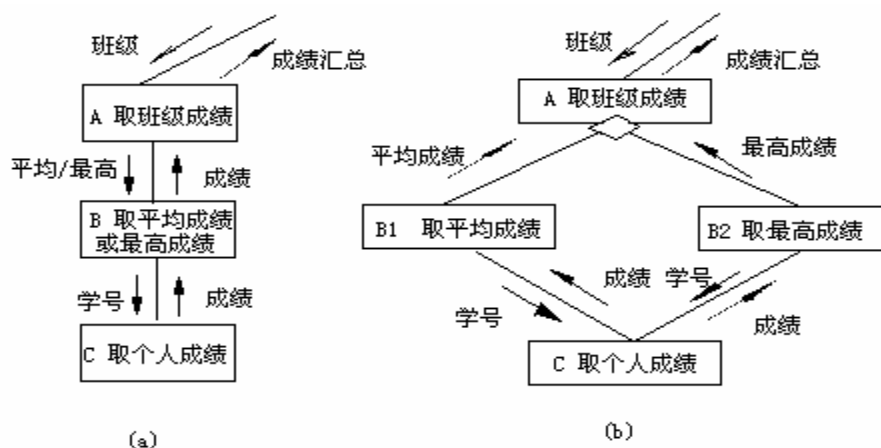 班级
成绩汇总
A 取班级成绩
平均/最高
成绩
B 取平均成绩
或最高成绩
学号
成绩
C 取个人成绩
(a)
班级
成绩汇总
A 取班级成绩
平均成绩
最高成绩
B1 取平均成绩
B2 取最高成绩
成绩
学号
学号
成绩
C 取个人成绩
(b)